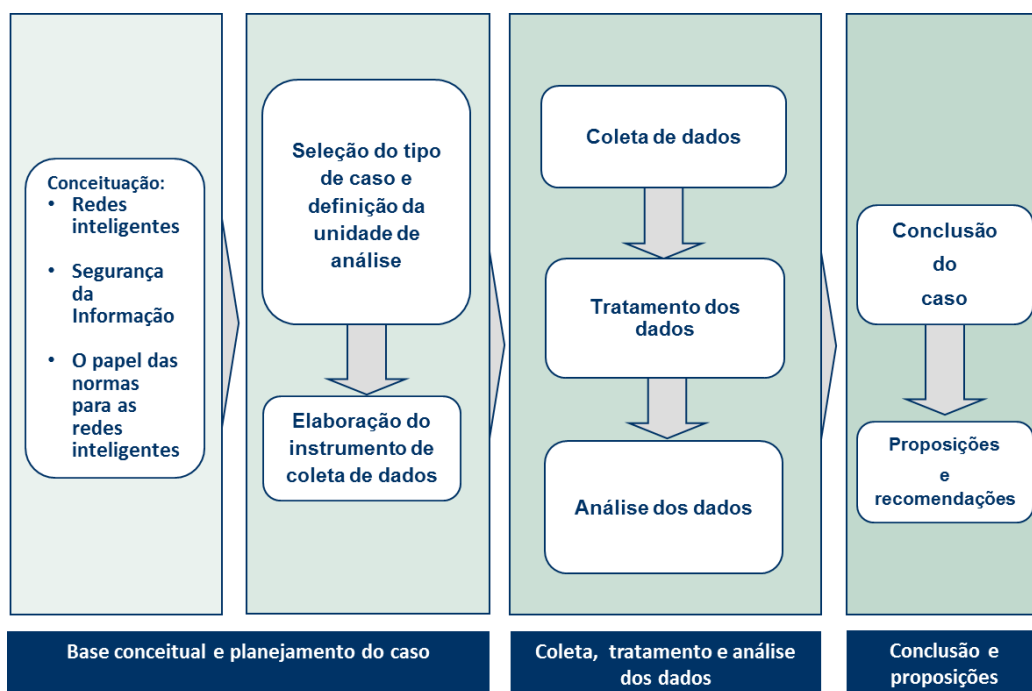 Conceituação:
• Redes
inteligentes
• Segurança
da
Informação
• O papel das
normas
para as
redes
inteligentes
Seleção do tipo
de caso e
definição da
unidade de
análise
Elaboração do
instrumento de
coleta de dados
Coleta de dados
Tratamento dos
dados
Análise dos dados
Conclusão
do
caso
Proposições
e
recomendações
Base conceitual e planejamento do caso
Coleta, tratamento e análise
dos dados
Conclusão e
proposições